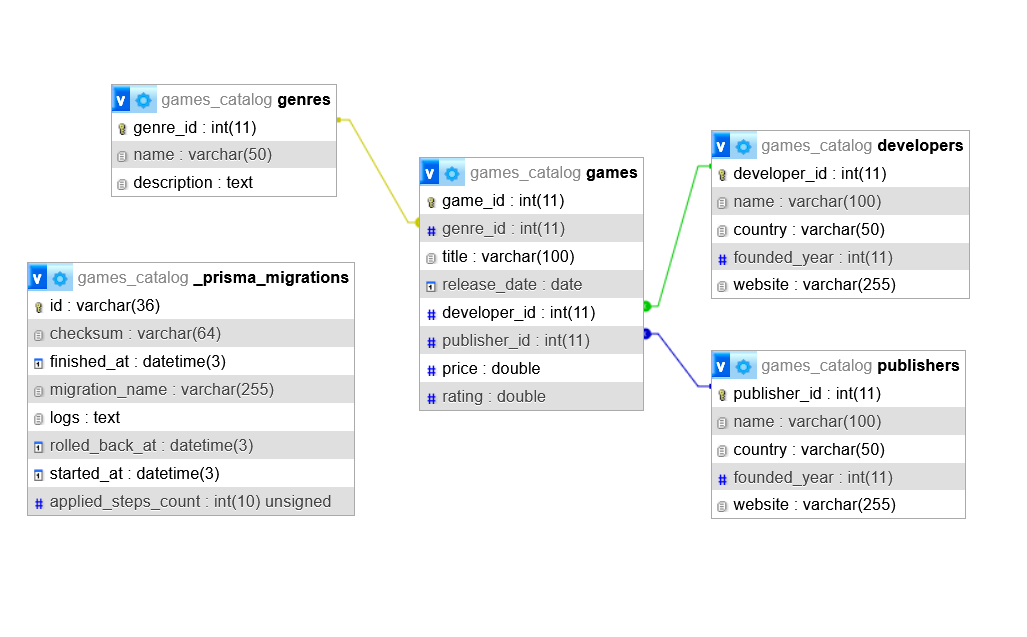 v games_catalog genres
genre_id : int(11)
name : varchar(50)
description : text
v games_catalog _prisma_migrations
id : varchar(36)
checksum : varchar(64)
finished_at : datetime(3)
migration_name : varchar(255)
logs : text
rolled_back_at : datetime(3)
started_at : datetime(3)
# applied_steps_count : int(10) unsigned
v games_catalog games
game_id : int(11)
# genre_id : int(11)
title : varchar(100)
release_date : date
# developer_id : int(11)
# publisher_id : int(11)
# price : double
# rating : double
v games_catalog developers
developer_id : int(11)
name : varchar(100)
country : varchar(50)
# founded_year : int(11)
website : varchar(255)
v games_catalog publishers
publisher_id : int(11)
name : varchar(100)
country : varchar(50)
# founded_year : int(11)
website : varchar(255)